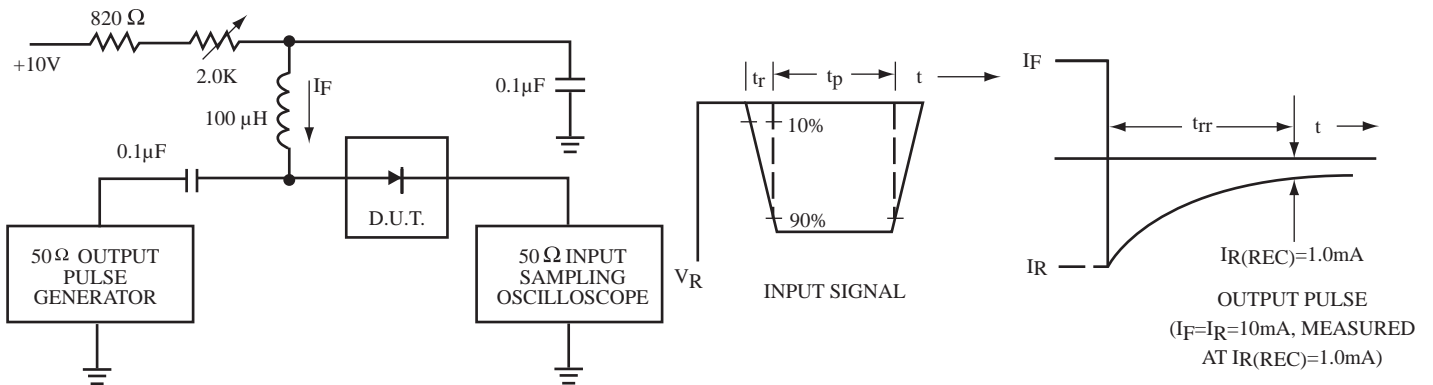 820 Ω
+10V
2.0K
IF
100 µH
0.1µF
0.1µF
D.U.T.
50 Ω OUTPUT
PULSE
GENERATOR
50 Ω INPUT
SAMPLING
OSCILLOSCOPE
tr
tp
t
10%
90%
VR
INPUT SIGNAL
IF
trr
t
IR
IR(REC)=1.0mA
OUTPUT PULSE
(IF=IR=10mA, MEASURED
AT IR(REC)=1.0mA)